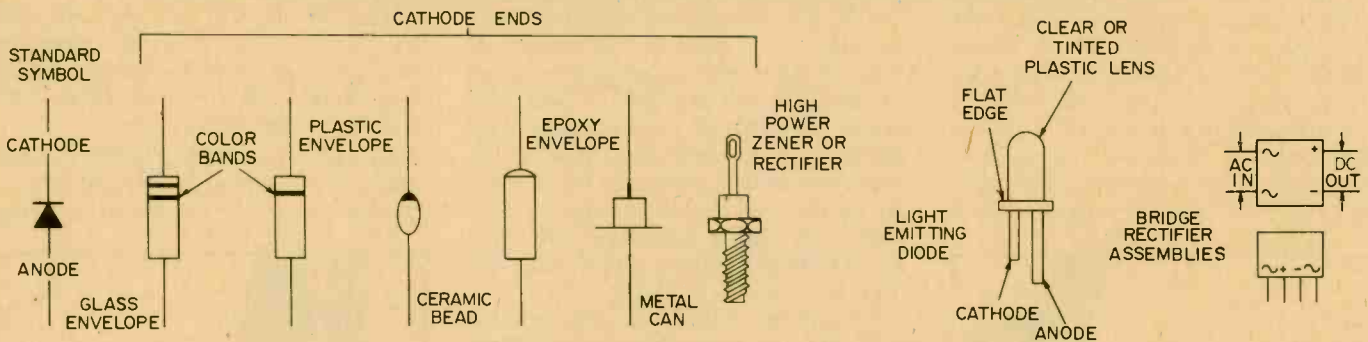 CATHODE ENDS
STANDARD
SYMBOL
CATHODE
ANODE
GLASS
ENVELOPE
COLOR
BANDS
PLASTIC
ENVELOPE
CERAMIC
BEAD
EPOXY
ENVELOPE
METAL
CAN
HIGH
POWER
ZENER OR
RECTIFIER
CLEAR OR
TINTED
PLASTIC LENS
FLAT
EDGE
LIGHT
EMITTING
DIODE
CATHODE
ANODE
BRIDGE
RECTIFIER
ASSEMBLIES
AC
IN
~ +
~ −
DC
OUT
~ + − ~